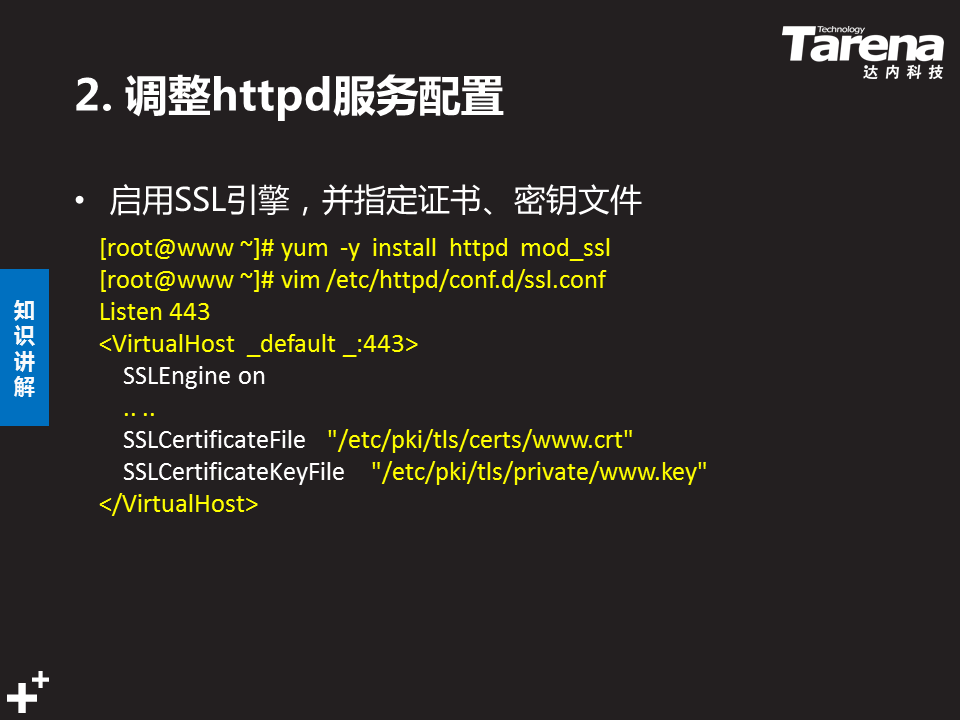 Technology
Tarena
达内科技
2. 调整httpd服务配置
• 启用SSL引擎，并指定证书、密钥文件
[root@www ~]# yum -y install httpd mod_ssl
[root@www ~]# vim /etc/httpd/conf.d/ssl.conf
Listen 443
<VirtualHost _default _:443>
SSLEngine on
.. ..
SSLCertificateFile "/etc/pki/tls/certs/www.crt"
SSLCertificateKeyFile "/etc/pki/tls/private/www.key"
</VirtualHost>
知识讲解